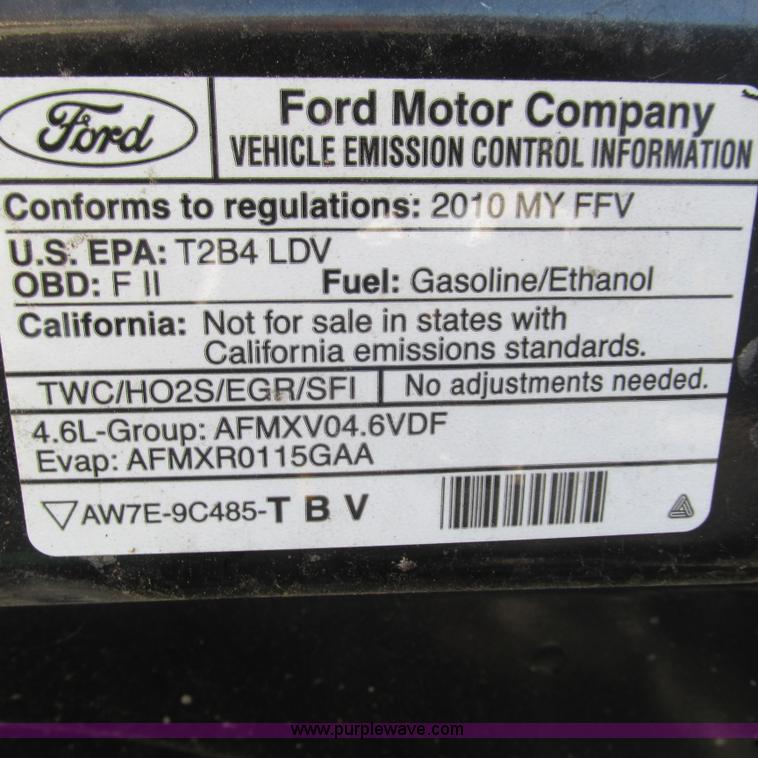 Ford
Ford Motor Company
VEHICLE EMISSION CONTROL INFORMATION
Conforms to regulations: 2010 MY FFV
U.S. EPA: T2B4 LDV
OBD: F II Fuel: Gasoline/Ethanol
California: Not for sale in states with
California emissions standards.
TWC/HO2S/EGR/SFI No adjustments needed.
4.6L-Group: AFMXV04.6VDF
Evap: AFMXR0115GAA
AW7E-9C485-T B V
www.purplewave.com